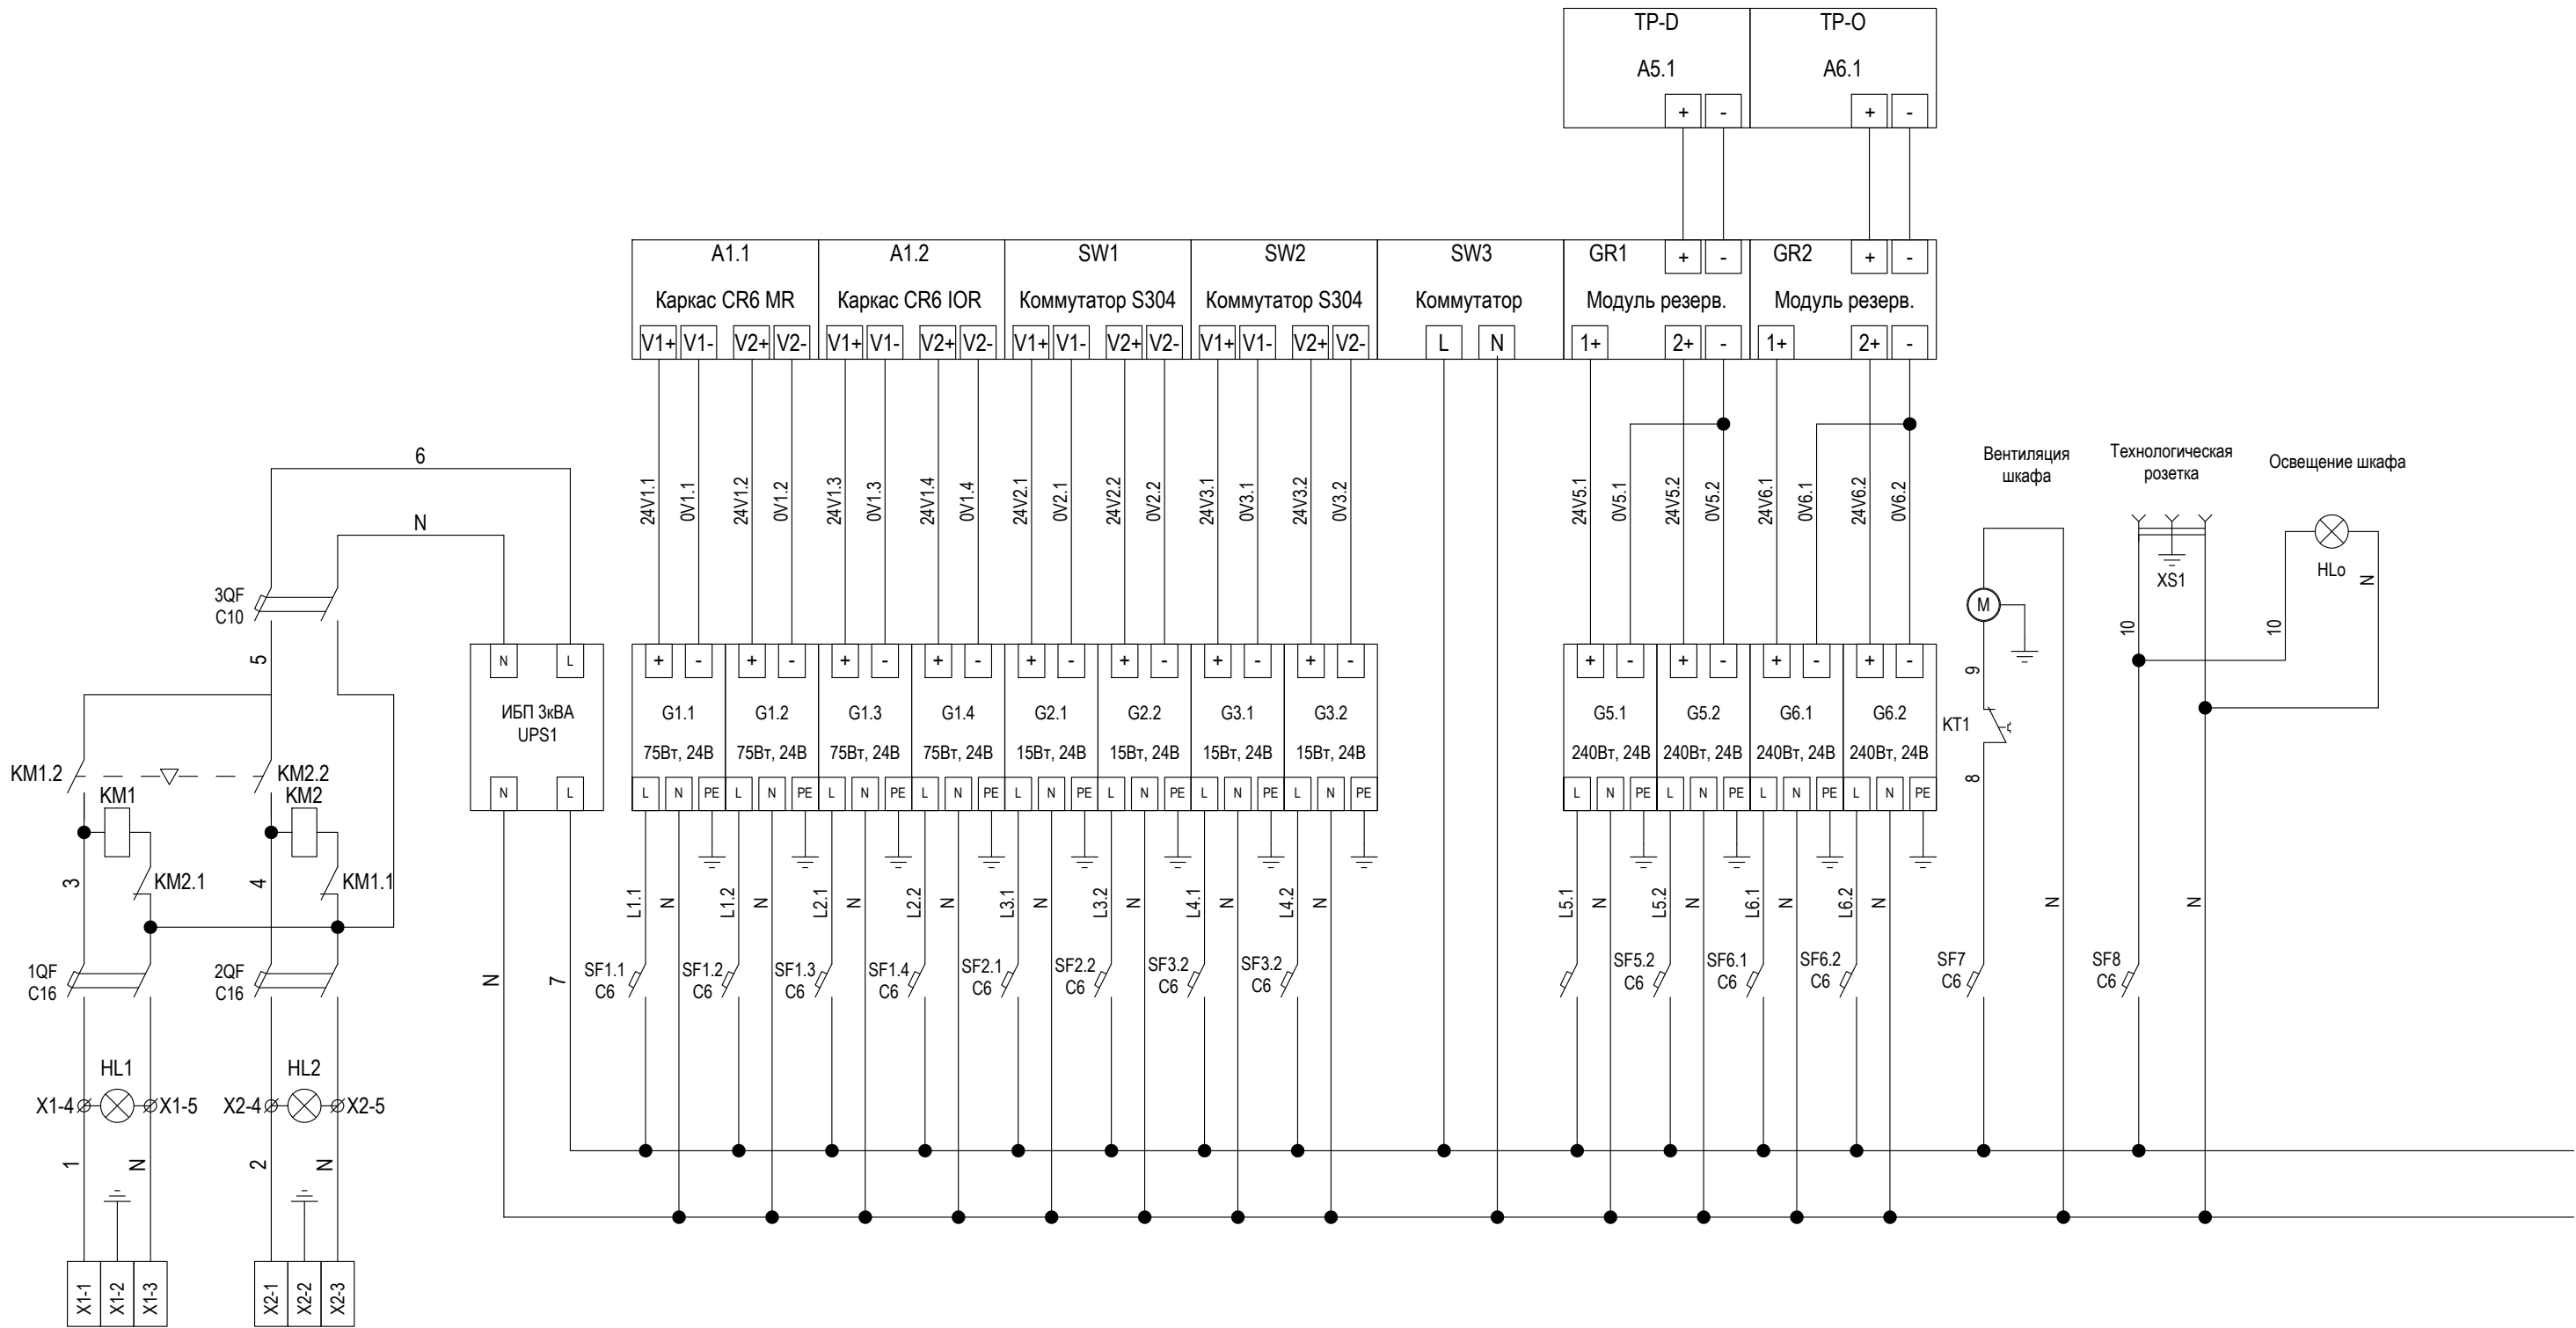 TP-D
TP-O
A5.1
A6.1
+ - + -
A1.1
A1.2
SW1
SW2
SW3
GR1 + -
GR2 + -
Каркас CR6 MR
Каркас CR6 IOR
Коммутатор S304
Коммутатор S304
Коммутатор
Модуль резерв.
Модуль резерв.
V1+ V1- V2+ V2-
V1+ V1- V2+ V2-
V1+ V1- V2+ V2-
V1+ V1- V2+ V2-
L N
1+ 2+ -
1+ 2+ -
24V1.1
0V1.1
24V1.2
0V1.2
24V1.3
0V1.3
24V1.4
0V1.4
24V2.1
0V2.1
24V2.2
0V2.2
24V3.1
0V3.1
24V3.2
0V3.2
24V5.1
0V5.1
24V5.2
0V5.2
24V6.1
0V6.1
24V6.2
0V6.2
Вентиляция
шкафа
Технологическая
розетка
Освещение шкафа
6
N
3QF
C10
5
XS1
HLo
N
M
10
10
9
KT1
8
N L
ИБП 3кВА
UPS1
N L
+ - + - + - + - + - + - + - + -
G1.1
G1.2
G1.3
G1.4
G2.1
G2.2
G3.1
G3.2
75Вт, 24В
75Вт, 24В
75Вт, 24В
75Вт, 24В
15Вт, 24В
15Вт, 24В
15Вт, 24В
15Вт, 24В
L N PE L N PE L N PE L N PE L N PE L N PE L N PE L N PE
+ - + - + - + -
G5.1
G5.2
G6.1
G6.2
240Вт, 24В
240Вт, 24В
240Вт, 24В
240Вт, 24В
L N PE L N PE L N PE L N PE
KM1.2
KM2.2
KM1
KM2
3
KM2.1
4
KM1.1
L1.1
N
L1.2
N
L2.1
N
L2.2
N
L3.1
N
L3.2
N
L4.1
N
L4.2
N
L5.1
N
L5.2
N
L6.1
N
L6.2
N
N
N
1QF
C16
2QF
C16
N
7
SF1.1
C6
SF1.2
C6
SF1.3
C6
SF1.4
C6
SF2.1
C6
SF2.2
C6
SF3.2
C6
SF3.2
C6
SF5.2
C6
SF6.1
C6
SF6.2
C6
SF7
C6
SF8
C6
HL1
HL2
X1-4
X1-5
X2-4
X2-5
1
N
2
N
X1-1
X1-2
X1-3
X2-1
X2-2
X2-3